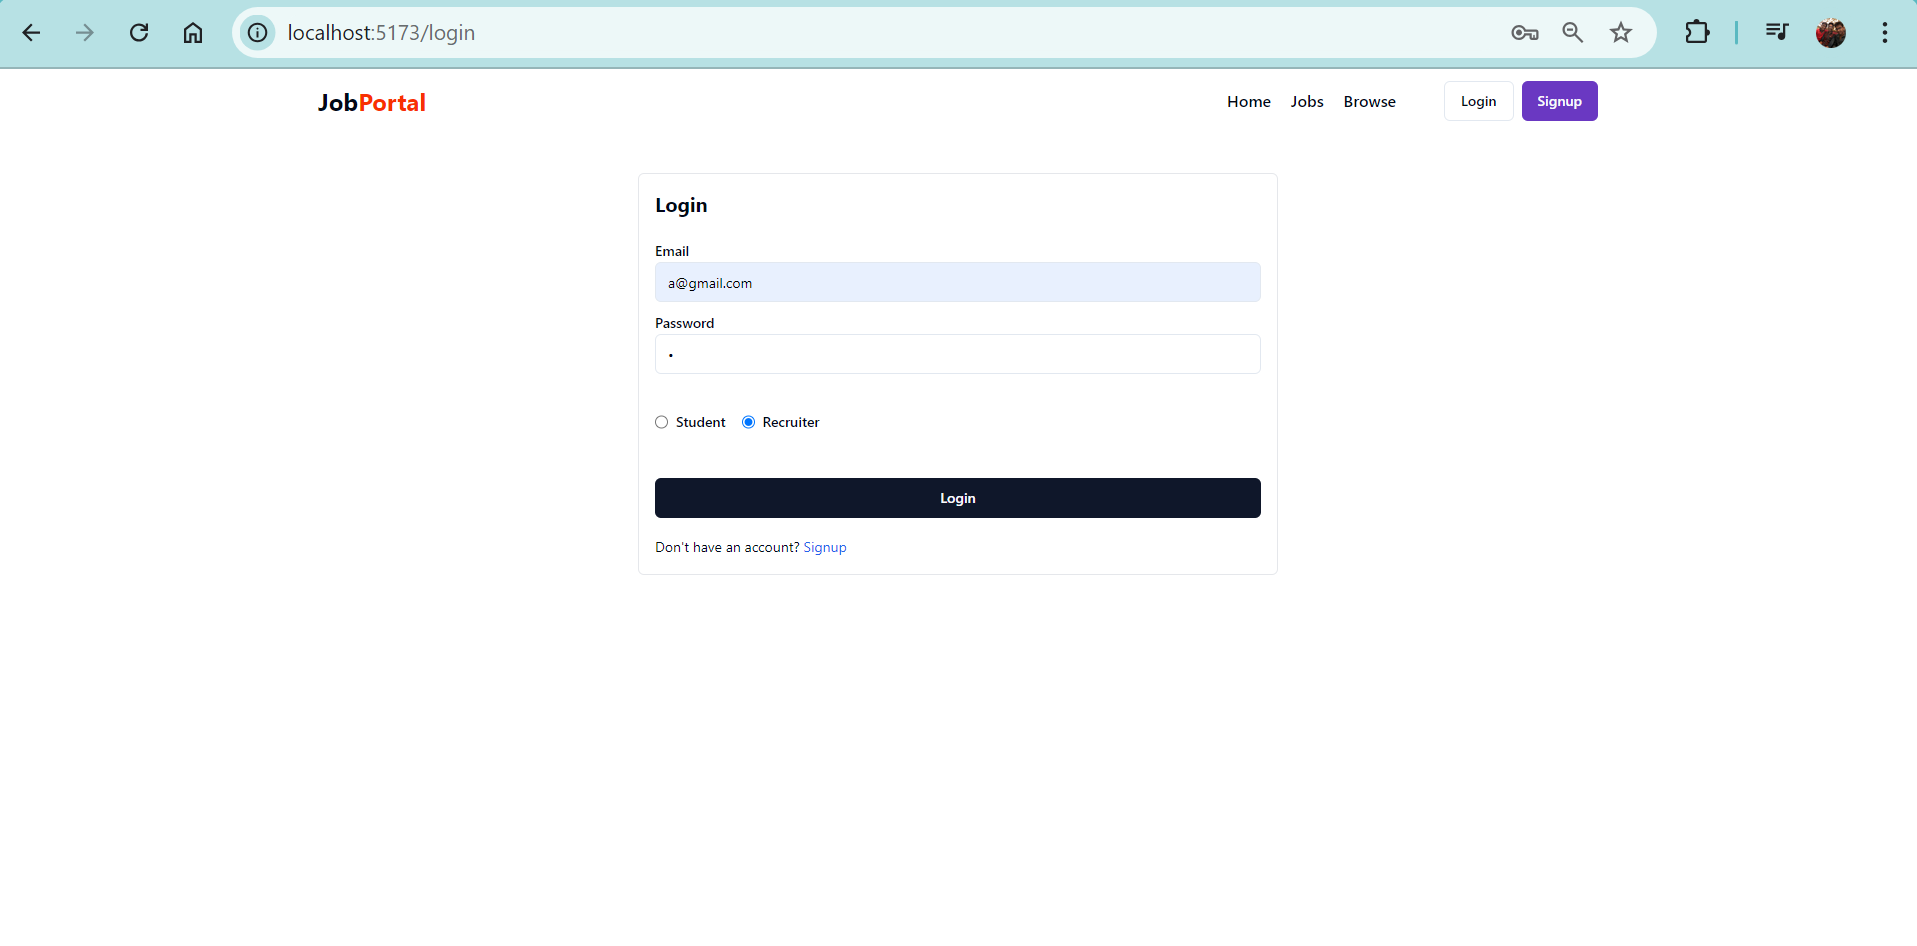 localhost:5173/login
JobPortal
Home Jobs Browse Login Signup
Login
Email
a@gmail.com
Password
•
Student Recruiter
Login
Don't have an account? Signup